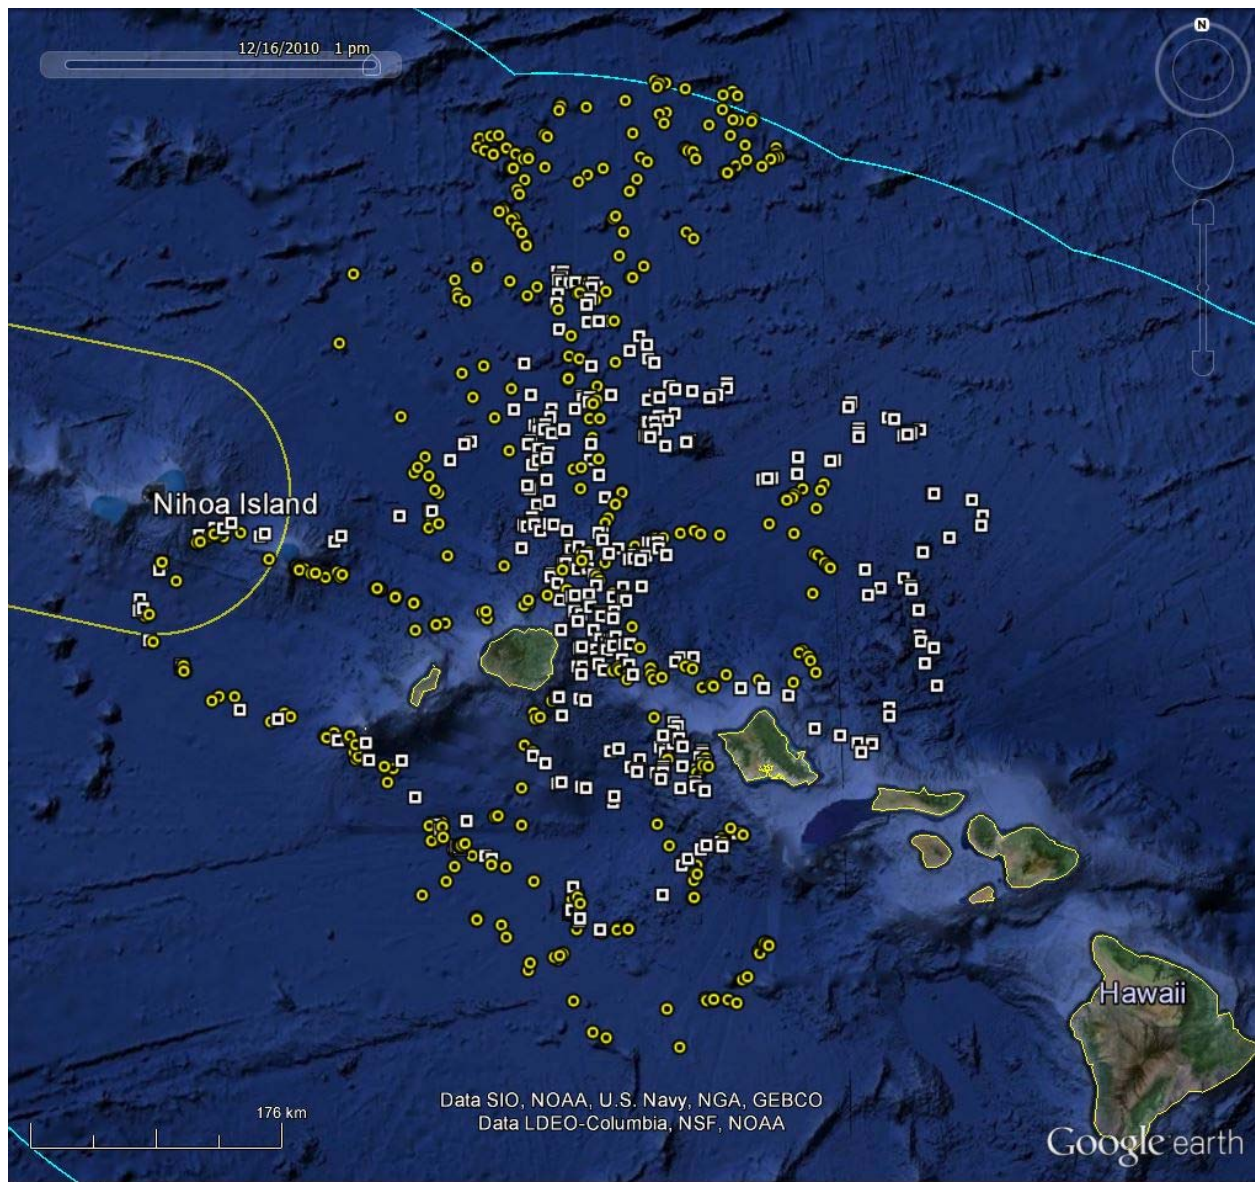 12/16/2010 1 pm
N
Nihoa Island
Hawaii
176 km
Data SIO, NOAA, U.S. Navy, NGA, GEBCO
Data LDEO-Columbia, NSF, NOAA
Google earth